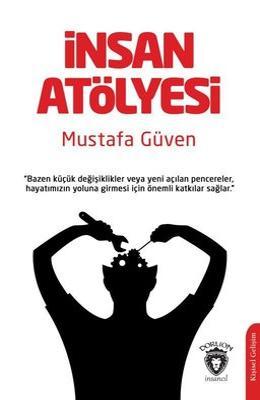 İNSAN
ATÖLYESİ
Mustafa Güven
"Bazen küçük değişiklikler veya yeni açılan pencereler,
hayatımızın yoluna girmesi için önemli katkılar sağlar."
DORLION
insancıl
Kişisel Gelişim